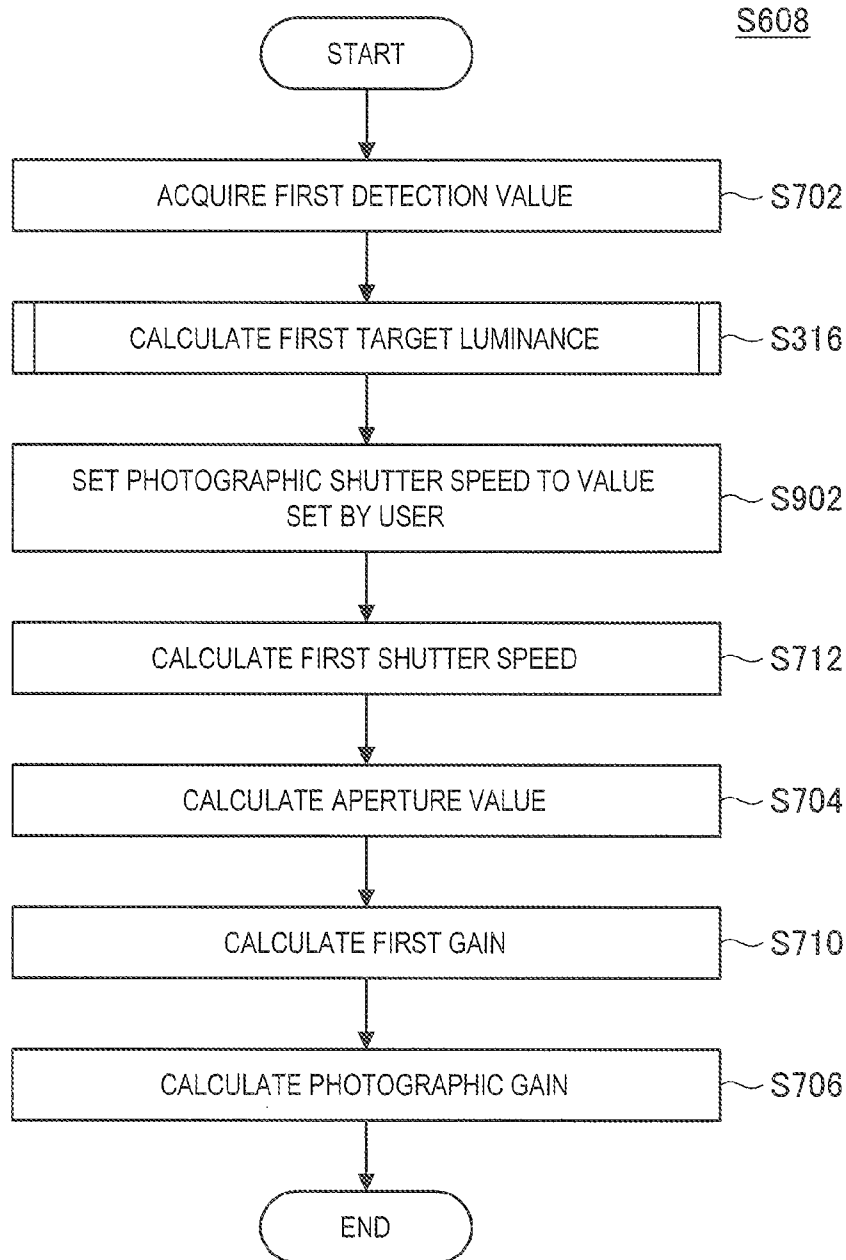 S608
START
ACQUIRE FIRST DETECTION VALUE S702
CALCULATE FIRST TARGET LUMINANCE S316
SET PHOTOGRAPHIC SHUTTER SPEED TO VALUE
SET BY USER S902
CALCULATE FIRST SHUTTER SPEED S712
CALCULATE APERTURE VALUE S704
CALCULATE FIRST GAIN S710
CALCULATE PHOTOGRAPHIC GAIN S706
END